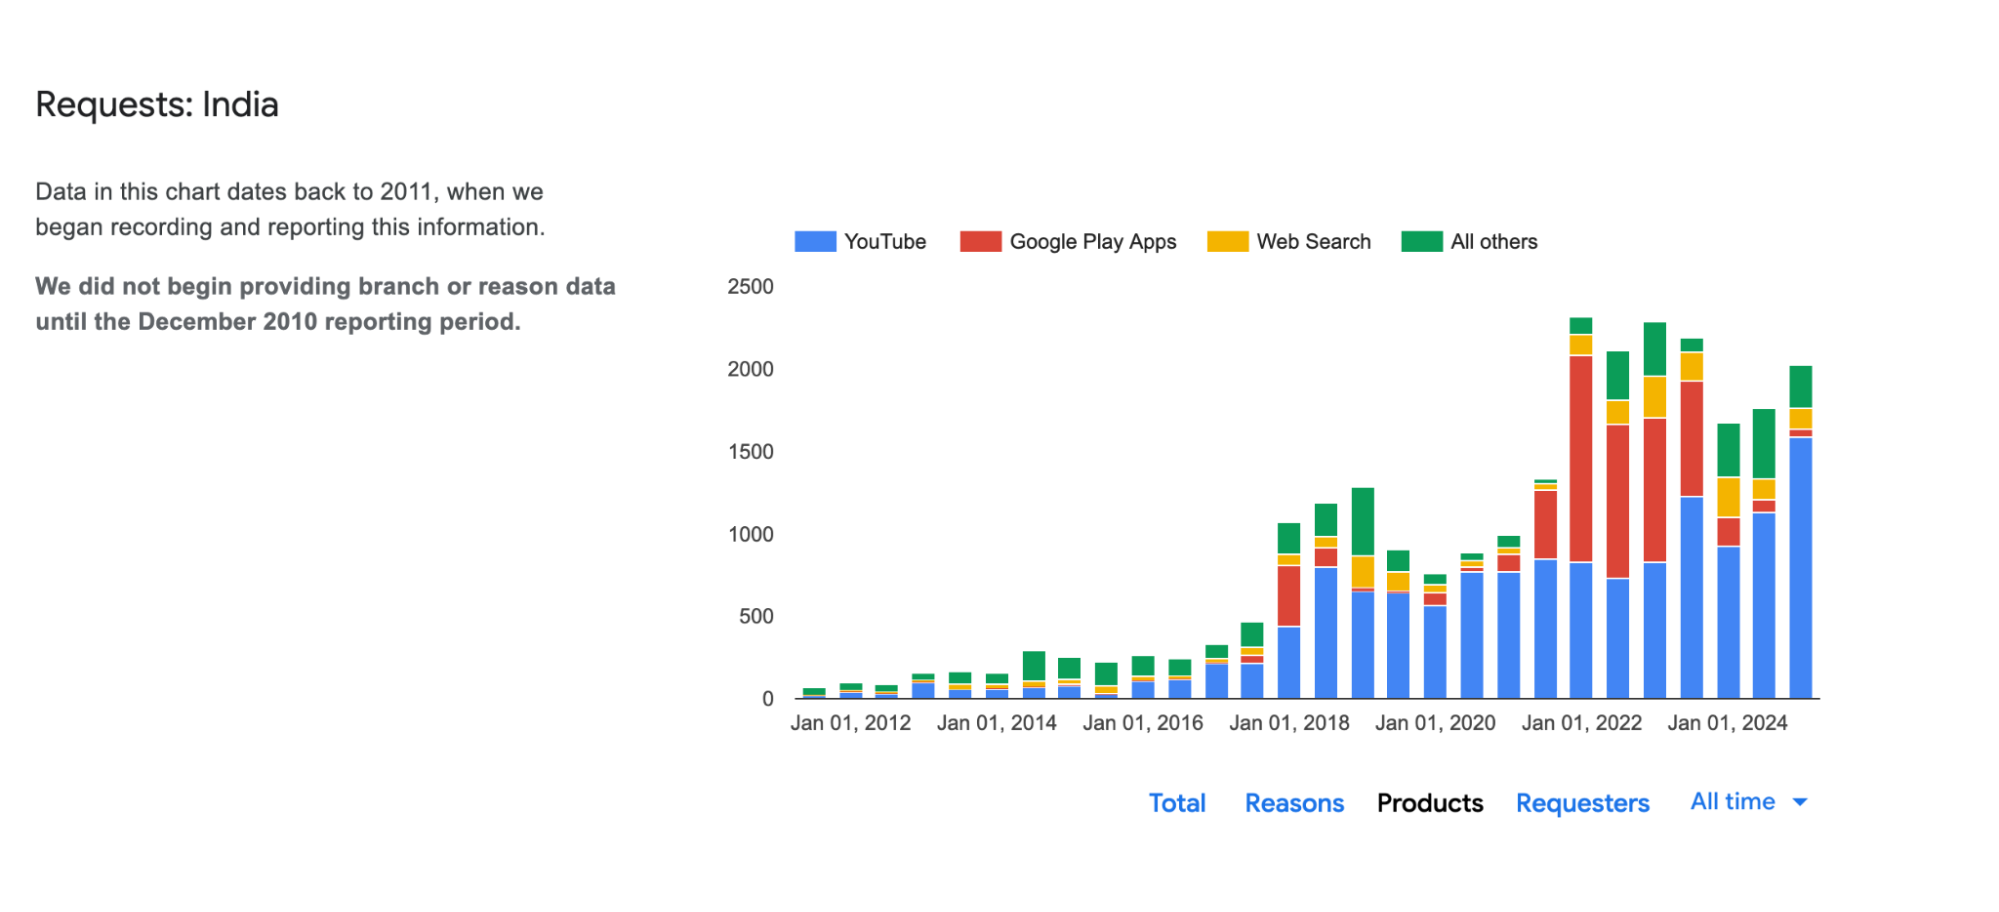 Requests: India
Data in this chart dates back to 2011, when we
began recording and reporting this information.
We did not begin providing branch or reason data
until the December 2010 reporting period.
YouTube Google Play Apps Web Search All others
2500
2000
1500
1000
500
0
Jan 01, 2012 Jan 01, 2014 Jan 01, 2016 Jan 01, 2018 Jan 01, 2020 Jan 01, 2022 Jan 01, 2024
Total Reasons Products Requesters All time